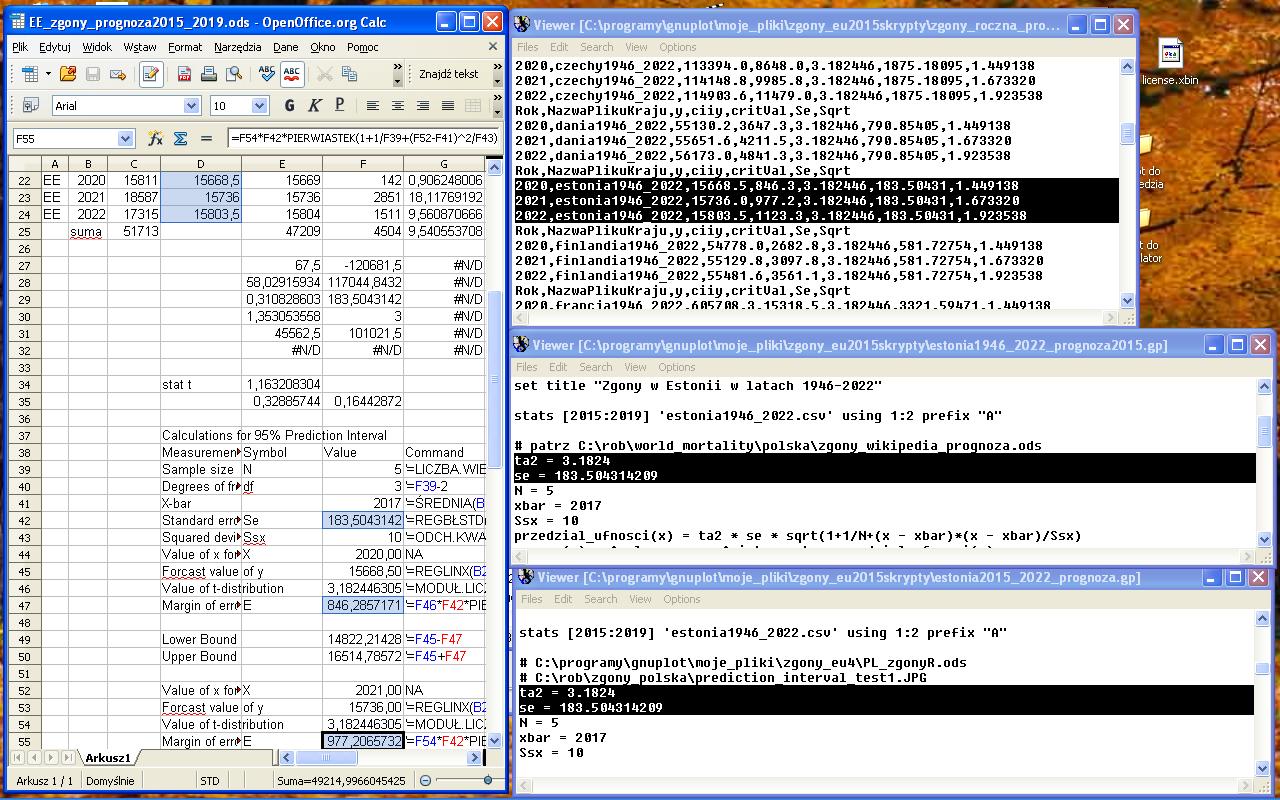 EE_zgony_prognoza2015_2019.ods - OpenOffice.org Calc
Plik Edytuj Widok Wstaw Format Narzędzia Dane Okno Pomoc
Znajdź tekst
Arial 10
F55 =F54*F42*PIERWIASTEK(1+1/F39+(F52-F41)^2/F43)
A B C D E F G
22 EE 2020 15811 15668,5 15669 142 0,906248006
23 EE 2021 18587 15736 15736 2851 18,11769192
24 EE 2022 17315 15803,5 15804 1511 9,560870666
25 suma 51713 47209 4504 9,540553708
26
27 67,5 -120681,5 #N/D
28 58,02915934 117044,8432 #N/D
29 0,310828603 183,5043142 #N/D
30 1,353053558 3 #N/D
31 45562,5 101021,5 #N/D
32 #N/D #N/D #N/D
33
34 stat t 1,163208304
35 0,32885744 0,16442872
36
37 Calculations for 95% Prediction Interval
38 Measuremen Symbol Value Command
39 Sample size N 5 '=LICZBA.WIE
40 Degrees of fr df 3 '=F39-2
41 X-bar 2017 '=ŚREDNIA(B
42 Standard erro Se 183,5043142 '=REGBŁSTD(
43 Squared devi Ssx 10 '=ODCH.KWA
44 Value of x for X 2020,00 NA
45 Forcast value of y 15668,50 '=REGLINX(B2
46 Value of t-distribution 3,182446305 '=MODUŁ.LICZ
47 Margin of erro E 846,2857171 '=F46*F42*PIE
48
49 Lower Bound 14822,21428 '=F45-F47
50 Upper Bound 16514,78572 '=F45+F47
51
52 Value of x for X 2021,00 NA
53 Forcast value of y 15736,00 '=REGLINX(B2
54 Value of t-distribution 3,182446305 '=MODUŁ.LICZ
55 Margin of erro E 977,2065732 '=F54*F42*PIE
Arkusz1
Arkusz 1 / 1 Domyślnie STD Suma=49214,9966045425
Viewer [C:\programy\gnuplot\moje_pliki\zgony_eu2015skrypty\zgony_roczna_pro...
Files Edit Search View Options
2020,czechy1946_2022,113394.0,8648.0,3.182446,1875.18095,1.449138
2021,czechy1946_2022,114148.8,9985.8,3.182446,1875.18095,1.673320
2022,czechy1946_2022,114903.6,11479.0,3.182446,1875.18095,1.923538
Rok,NazwaPlikuKraju,y,ciiy,critVal,Se,Sqrt
2020,dania1946_2022,55130.2,3647.3,3.182446,790.85405,1.449138
2021,dania1946_2022,55651.6,4211.5,3.182446,790.85405,1.673320
2022,dania1946_2022,56173.0,4841.3,3.182446,790.85405,1.923538
Rok,NazwaPlikuKraju,y,ciiy,critVal,Se,Sqrt
2020,estonia1946_2022,15668.5,846.3,3.182446,183.50431,1.449138
2021,estonia1946_2022,15736.0,977.2,3.182446,183.50431,1.673320
2022,estonia1946_2022,15803.5,1123.3,3.182446,183.50431,1.923538
Rok,NazwaPlikuKraju,y,ciiy,critVal,Se,Sqrt
2020,finlandia1946_2022,54778.0,2682.8,3.182446,581.72754,1.449138
2021,finlandia1946_2022,55129.8,3097.8,3.182446,581.72754,1.673320
2022,finlandia1946_2022,55481.6,3561.1,3.182446,581.72754,1.923538
Rok,NazwaPlikuKraju,y,ciiy,critVal,Se,Sqrt
2020,francja1946_2022,605708.3,15318.5,3.182446,3321.59471,1.449138
Viewer [C:\programy\gnuplot\moje_pliki\zgony_eu2015skrypty\estonia1946_2022_prognoza2015.gp]
Files Edit Search View Options
set title "Zgony w Estonii w latach 1946-2022"
stats [2015:2019] 'estonia1946_2022.csv' using 1:2 prefix "A"
# patrz C:\rob\world_mortality\polska\zgony_wikipedia_prognoza.ods
ta2 = 3.1824
se = 183.504314209
N = 5
xbar = 2017
Ssx = 10
przedzial_ufnosci(x) = ta2 * se * sqrt(1+1/N+(x - xbar)*(x - xbar)/Ssx)
Viewer [C:\programy\gnuplot\moje_pliki\zgony_eu2015skrypty\estonia2015_2022_prognoza.gp]
Files Edit Search View Options
stats [2015:2019] 'estonia1946_2022.csv' using 1:2 prefix "A"
# C:\programy\gnuplot\moje_pliki\zgony_eu4\PL_zgonyR.ods
# C:\rob\zgony_polska\prediction_interval_test1.JPG
ta2 = 3.1824
se = 183.504314209
N = 5
xbar = 2017
Ssx = 10
license.xbin